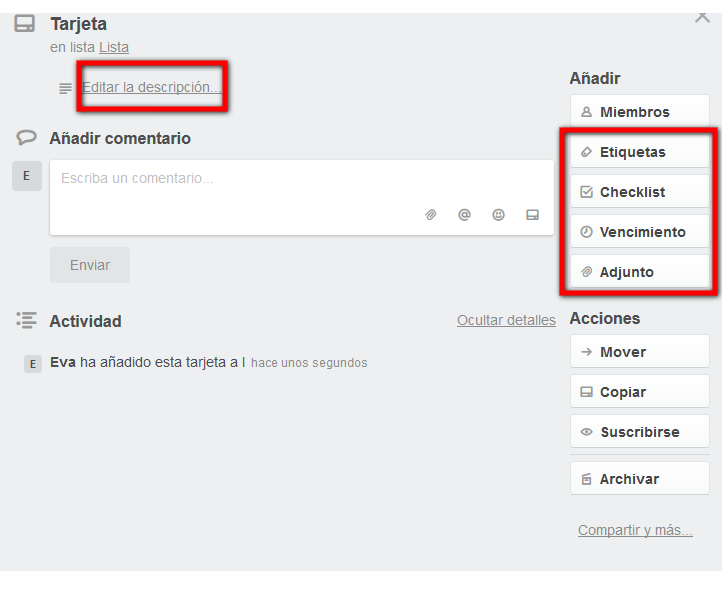 Tarjeta
en lista Lista
Editar la descripción...
Añadir comentario
E
Escriba un comentario...
Enviar
Actividad
Ocultar detalles
E
Eva ha añadido esta tarjeta a l hace unos segundos
Añadir
Miembros
Etiquetas
Checklist
Vencimiento
Adjunto
Acciones
Mover
Copiar
Suscribirse
Archivar
Compartir y más...